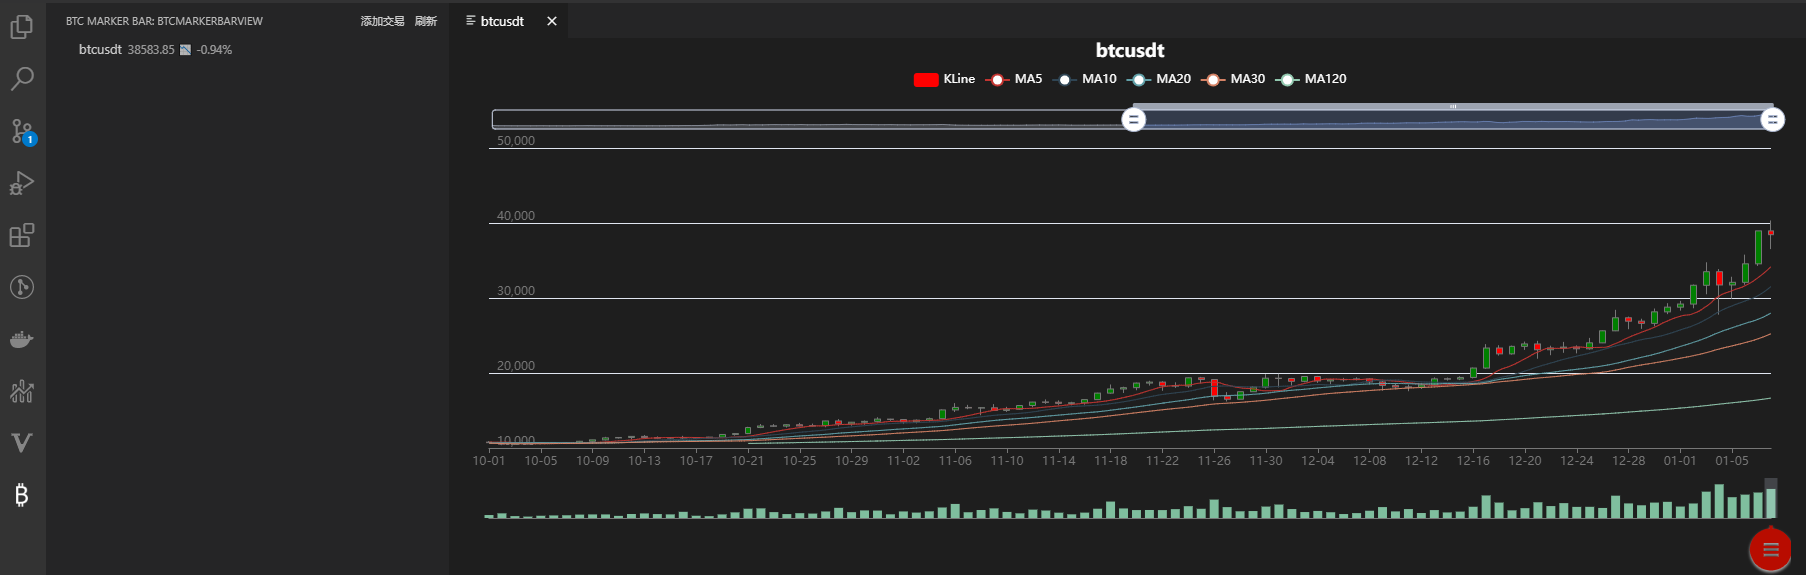 BTC MARKER BAR: BTCMARKERBARVIEW 添加交易 刷新
btcusdt 38583.85 -0.94%
1
btcusdt
btcusdt
KLine MA5 MA10 MA20 MA30 MA120
50,000
40,000
30,000
20,000
10,000
10-01 10-05 10-09 10-13 10-17 10-21 10-25 10-29 11-02 11-06 11-10 11-14 11-18 11-22 11-26 11-30 12-04 12-08 12-12 12-16 12-20 12-24 12-28 01-01 01-05